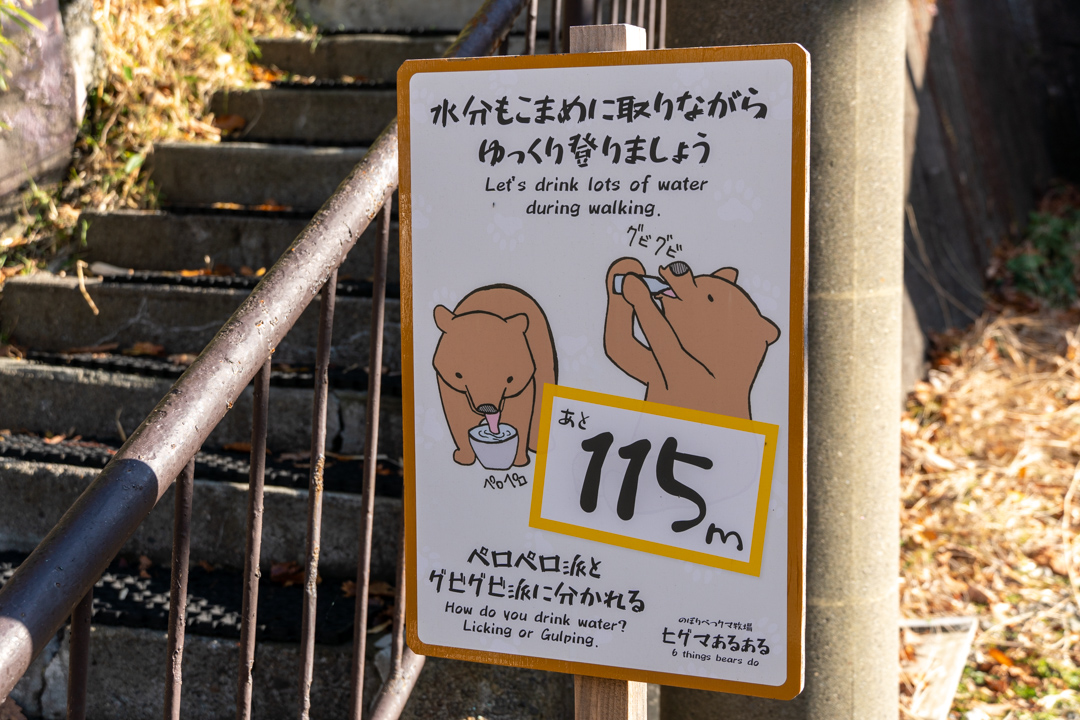 水分もこまめに取りながら
ゆっくり登りましょう
Let's drink lots of water
during walking.
グビグビ
ペロペロ
あと
115m
ペロペロ派と
グビグビ派に分かれる
How do you drink water?
Licking or Gulping.
のぼりべつクマ牧場
ヒグマあるある
6 things bears do